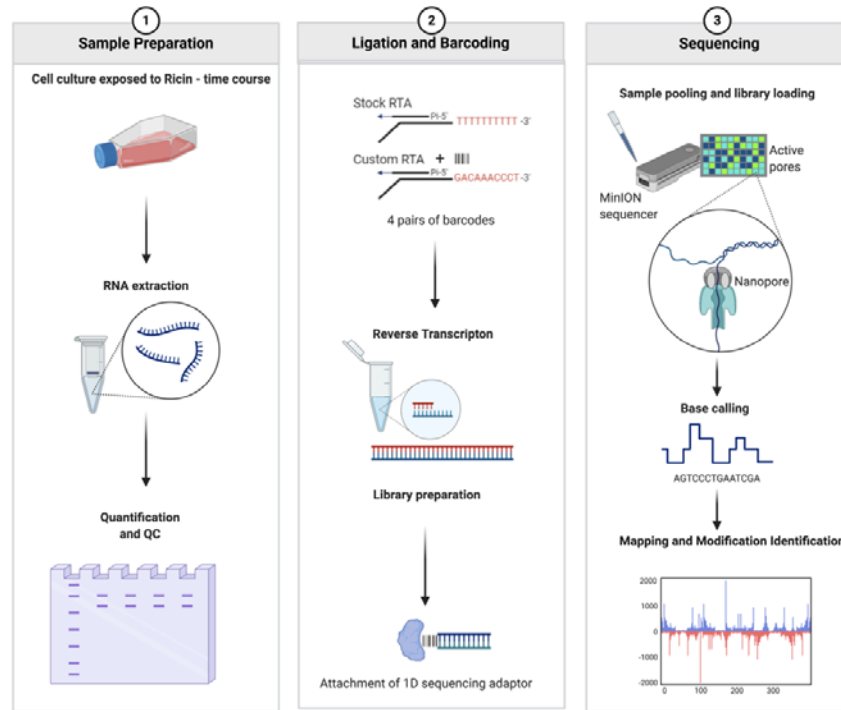 1
Sample Preparation
Cell culture exposed to Ricin - time course
RNA extraction
Quantification
and QC
2
Ligation and Barcoding
Stock RTA
PI-5' TTTTTTTTTT -3'
Custom RTA +
PI-5' GACAAACCCT-3'
4 pairs of barcodes
Reverse Transcripton
Library preparation
Attachment of 1D sequencing adaptor
3
Sequencing
Sample pooling and library loading
Active
pores
MinION
sequencer
Nanopore
Base calling
AGTCCCTGAATCGA
Mapping and Modification Identification
2000
1000
0
-1000
-2000
0 100 200 300